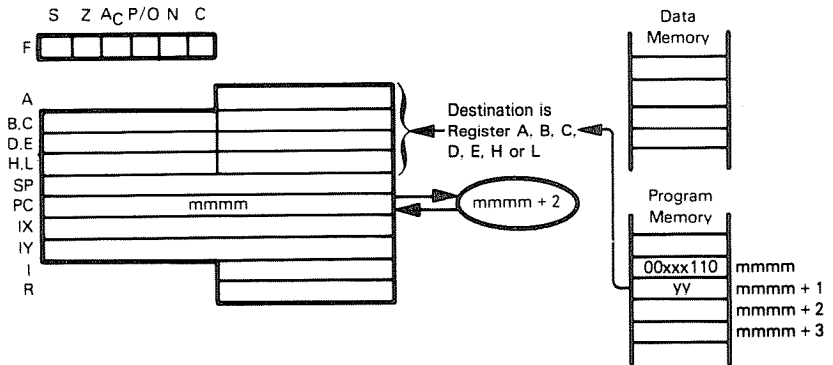 S Z AC P/O N C
F
A
B,C
D,E
H,L
SP
PC mmmm
IX
IY
I
R
mmmm + 2
Destination is
Register A, B, C,
D, E, H or L
Data
Memory
Program
Memory
00xxx110 mmmm
yy mmmm + 1
mmmm + 2
mmmm + 3